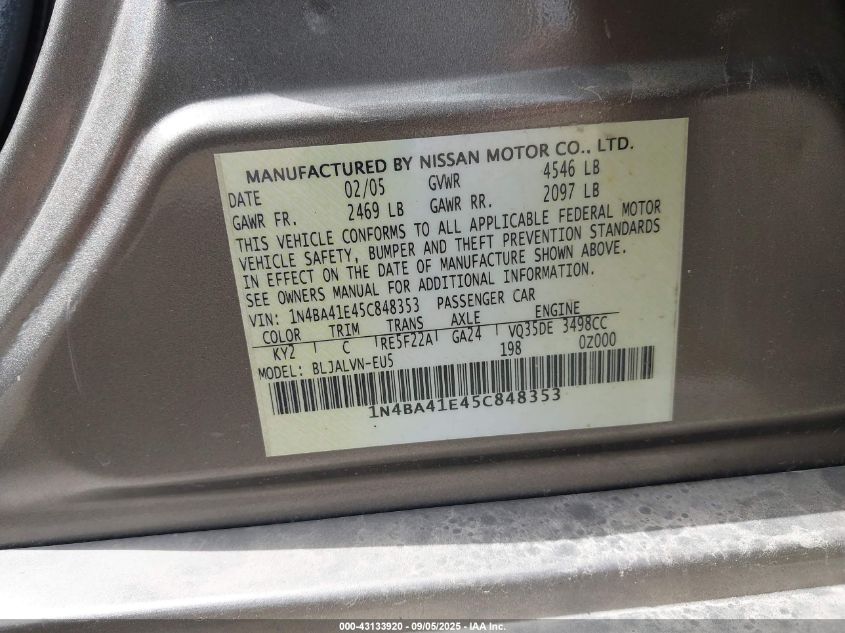 MANUFACTURED BY NISSAN MOTOR CO., LTD.
DATE 02/05 GVWR 4546 LB
GAWR FR. 2469 LB GAWR RR. 2097 LB
THIS VEHICLE CONFORMS TO ALL APPLICABLE FEDERAL MOTOR
VEHICLE SAFETY, BUMPER AND THEFT PREVENTION STANDARDS
IN EFFECT ON THE DATE OF MANUFACTURE SHOWN ABOVE.
SEE OWNERS MANUAL FOR ADDITIONAL INFORMATION.
VIN: 1N4BA41E45C848353 PASSENGER CAR
COLOR TRIM TRANS AXLE ENGINE
KY2 C RE5F22A GA24 VQ35DE 3498CC
MODEL: BLJALVN-EU5 198 0Z000
1N4BA41E45C848353
000-43133920 - 09/05/2025 - IAA Inc.